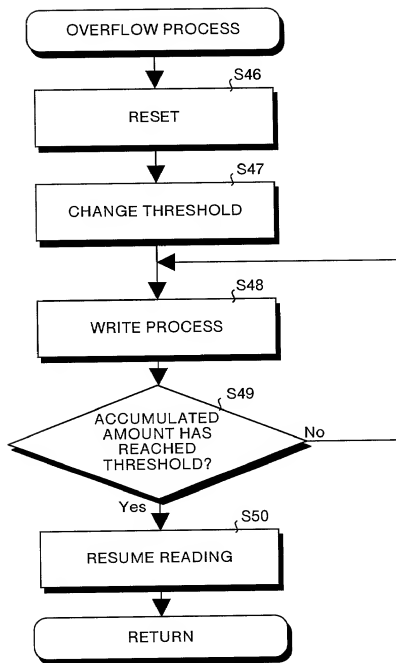 OVERFLOW PROCESS
S46
RESET
S47
CHANGE THRESHOLD
S48
WRITE PROCESS
S49
ACCUMULATED
AMOUNT HAS
REACHED
THRESHOLD?
No
Yes
S50
RESUME READING
RETURN